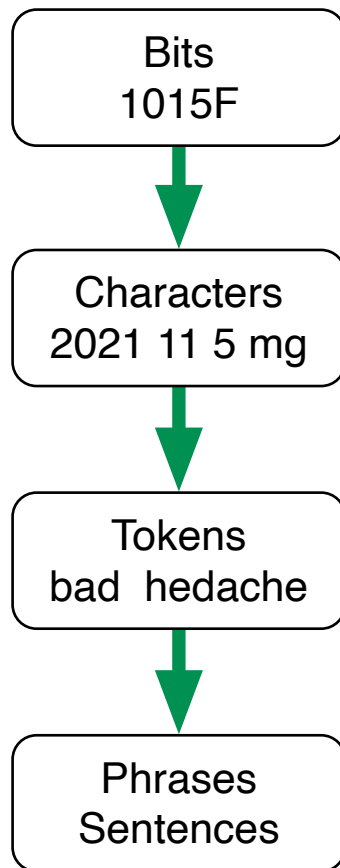 Bits
1015F
Characters
2021 11 5 mg
Tokens
bad  hedache
Phrases
Sentences